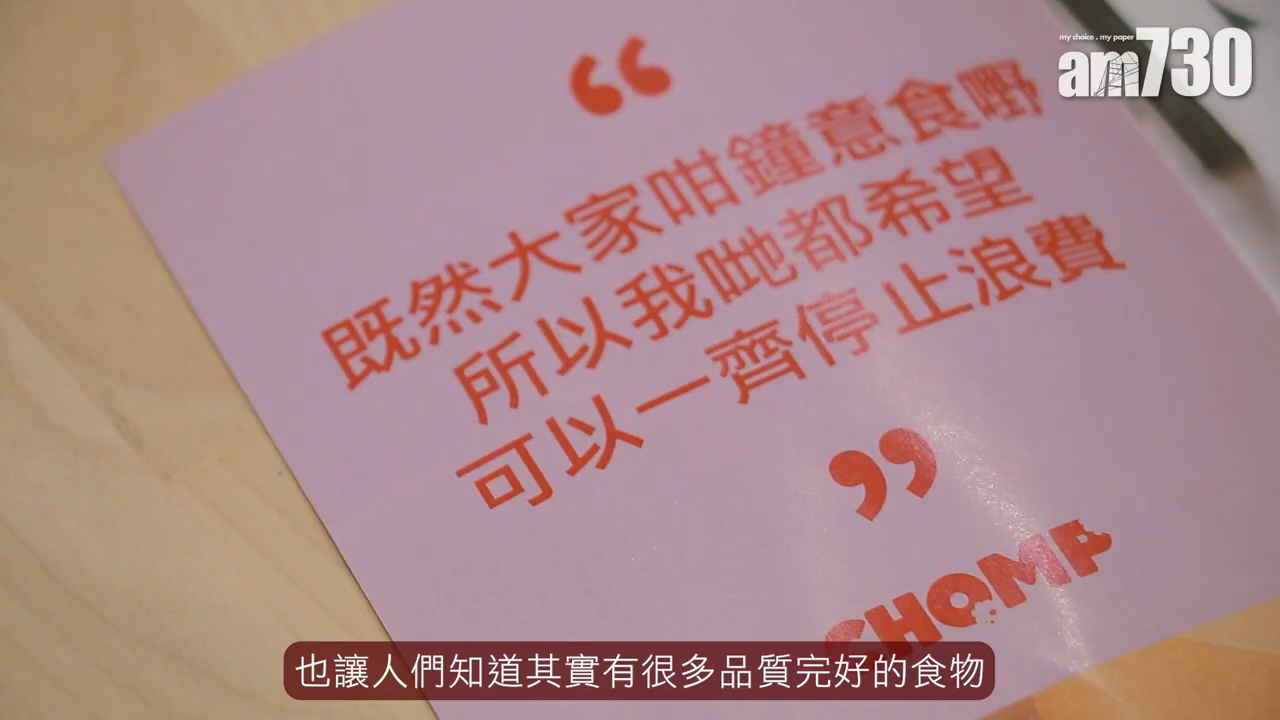 my choice . my paper
am730
“
既然大家咁鐘意食嘢
所以我哋都希望
可以一齊停止浪費
”
CHOMP
也讓人們知道其實有很多品質完好的食物